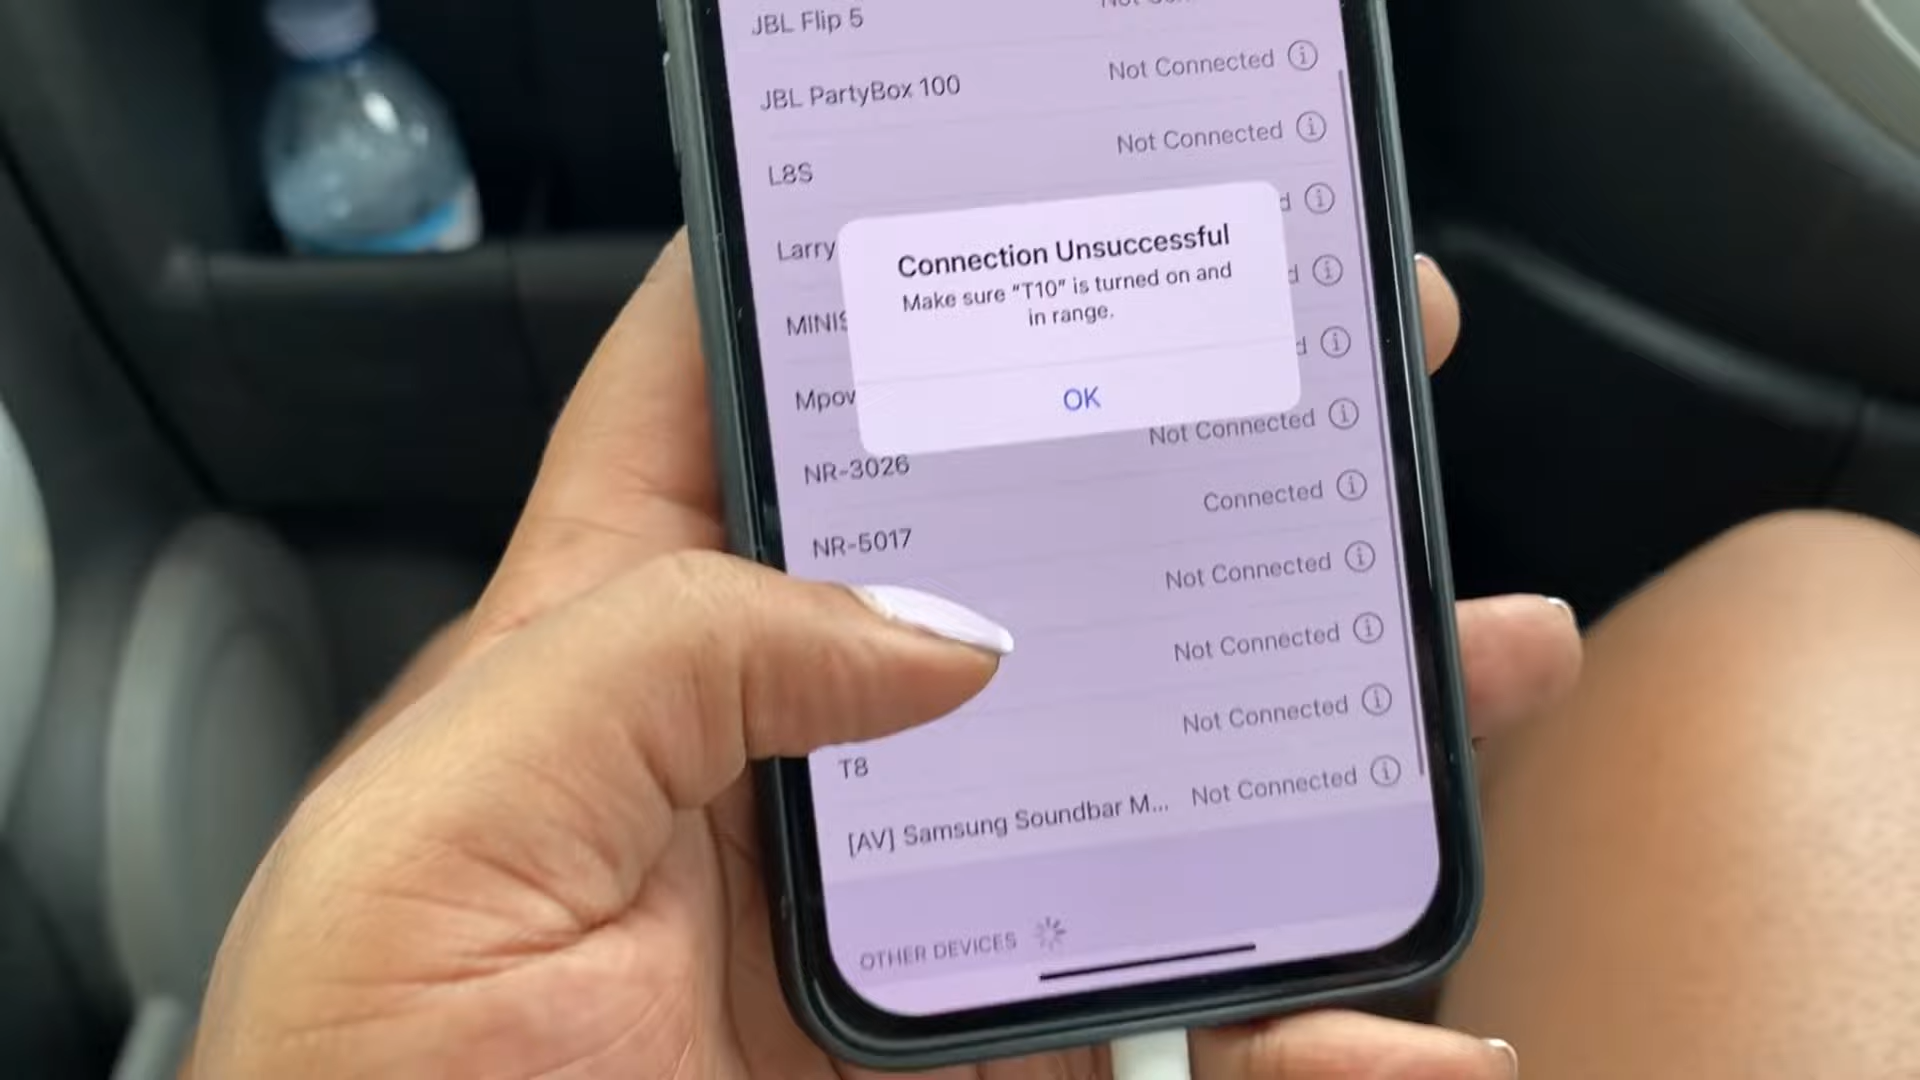 JBL Flip 5
JBL PartyBox 100 Not Connected
L8S Not Connected
Larry
Connection Unsuccessful
Make sure “T10” is turned on and
in range.
OK
Mpow
NR-3026 Not Connected
NR-5017 Connected
Not Connected
Not Connected
T8 Not Connected
[AV] Samsung Soundbar M... Not Connected
OTHER DEVICES